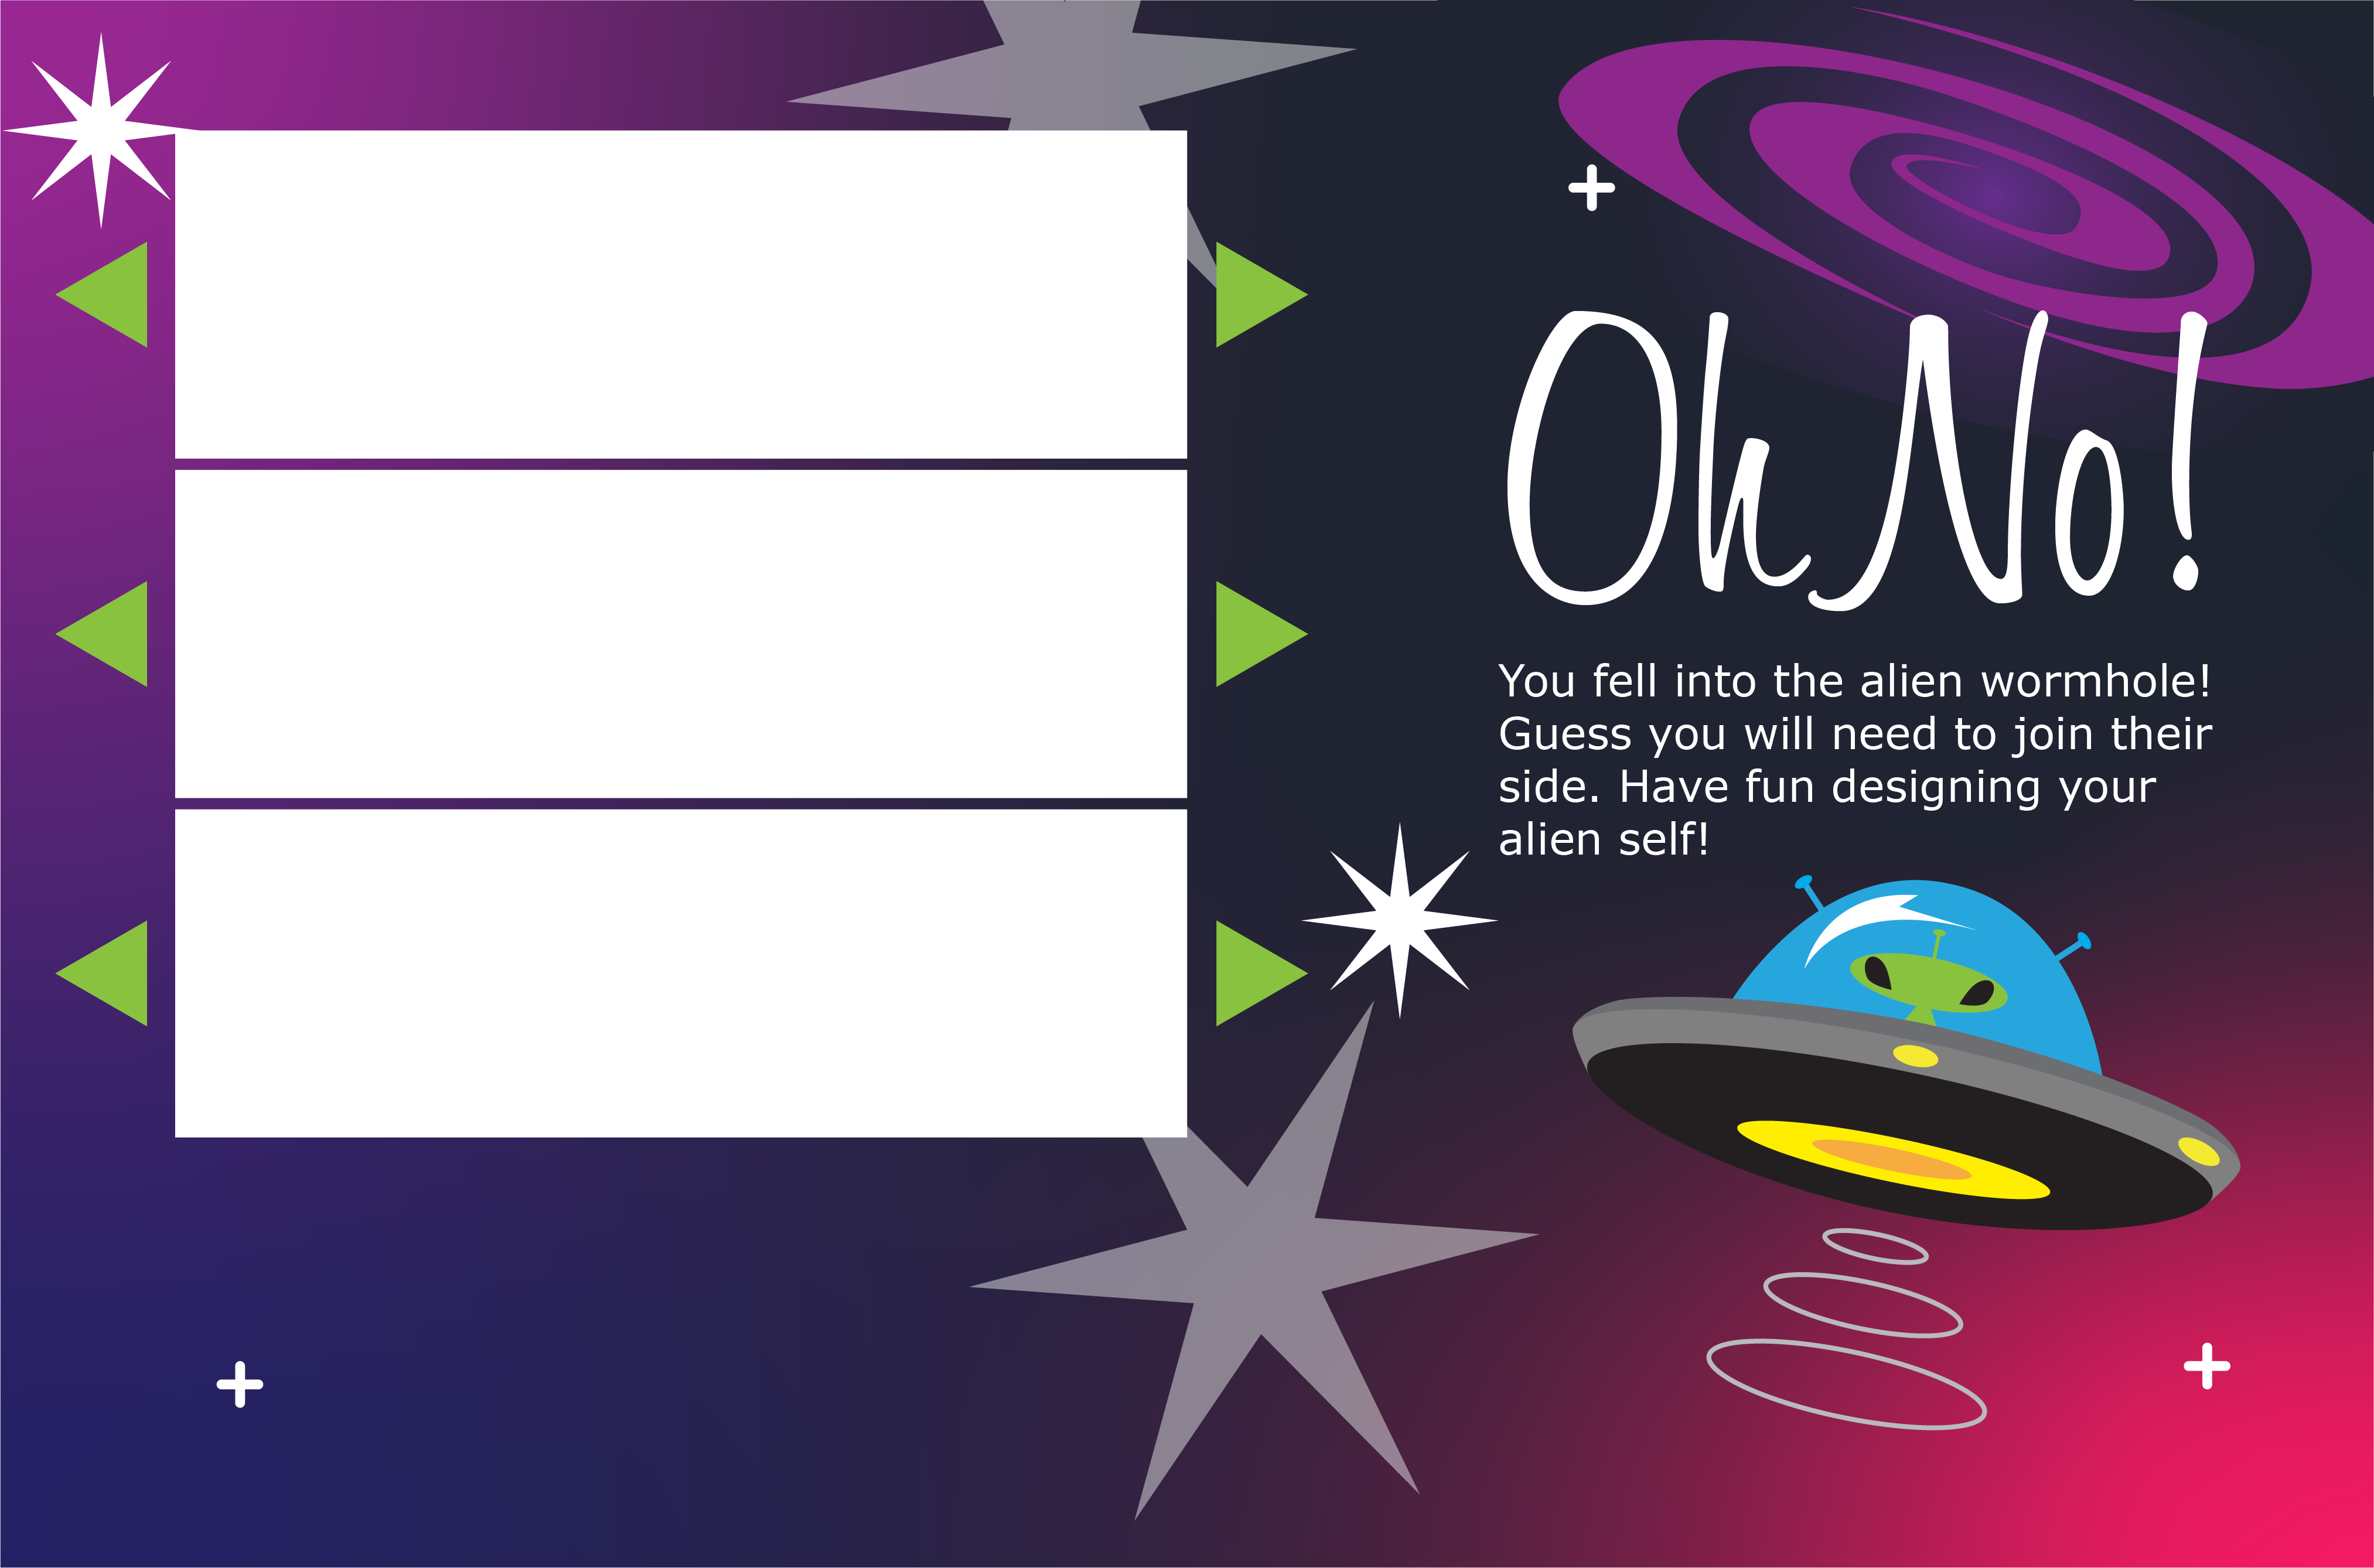 Oh No!
You fell into the alien wormhole!
Guess you will need to join their
side. Have fun designing your
alien self!